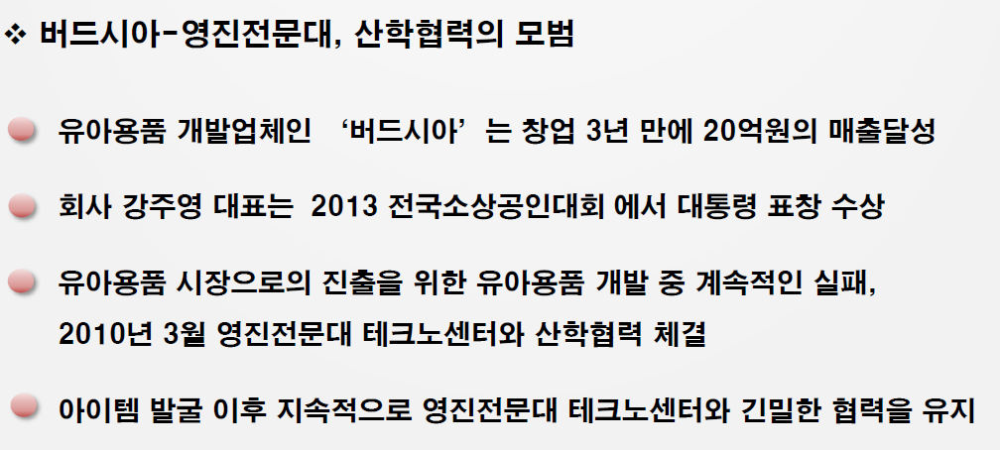 ❖ 버드시아-영진전문대, 산학협력의 모범
유아용품 개발업체인 ‘버드시아’는 창업 3년 만에 20억원의 매출달성
회사 강주영 대표는 2013 전국소상공인대회에서 대통령 표창 수상
유아용품 시장으로의 진출을 위한 유아용품 개발 중 계속적인 실패,
2010년 3월 영진전문대 테크노센터와 산학협력 체결
아이템 발굴 이후 지속적으로 영진전문대 테크노센터와 긴밀한 협력을 유지